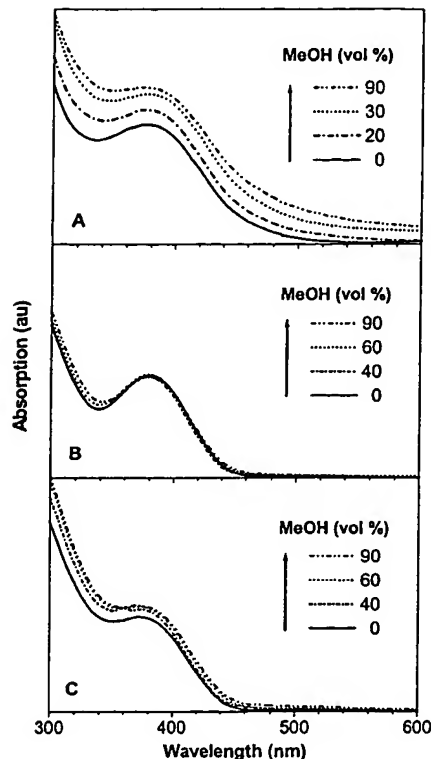 MeOH (vol %)
90
30
20
0
A
MeOH (vol %)
90
60
40
0
B
MeOH (vol %)
90
60
40
0
C
Absorption (au)
300 400 500 600
Wavelength (nm)